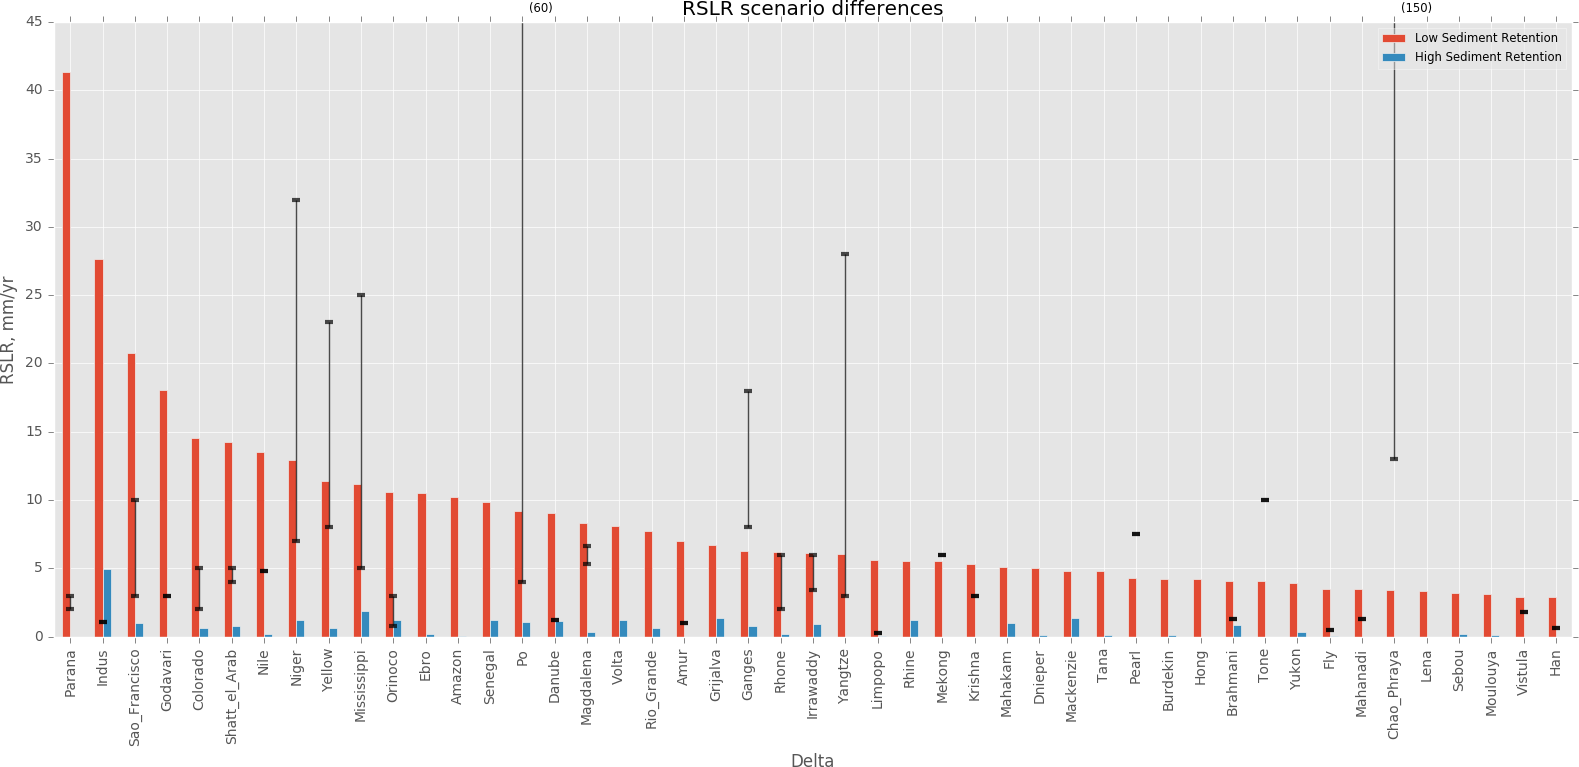 (60)
RSLR scenario differences
(150)
Low Sediment Retention
High Sediment Retention
45
40
35
30
25
20
15
10
5
0
RSLR, mm/yr
Parana
Indus
Sao_Francisco
Godavari
Colorado
Shatt_el_Arab
Nile
Niger
Yellow
Mississippi
Orinoco
Ebro
Amazon
Senegal
Po
Danube
Magdalena
Volta
Rio_Grande
Amur
Grijalva
Ganges
Rhone
Irrawaddy
Yangtze
Limpopo
Rhine
Mekong
Krishna
Mahakam
Dnieper
Mackenzie
Tana
Pearl
Burdekin
Hong
Brahmani
Tone
Yukon
Fly
Mahanadi
Chao_Phraya
Lena
Sebou
Moulouya
Vistula
Han
Delta